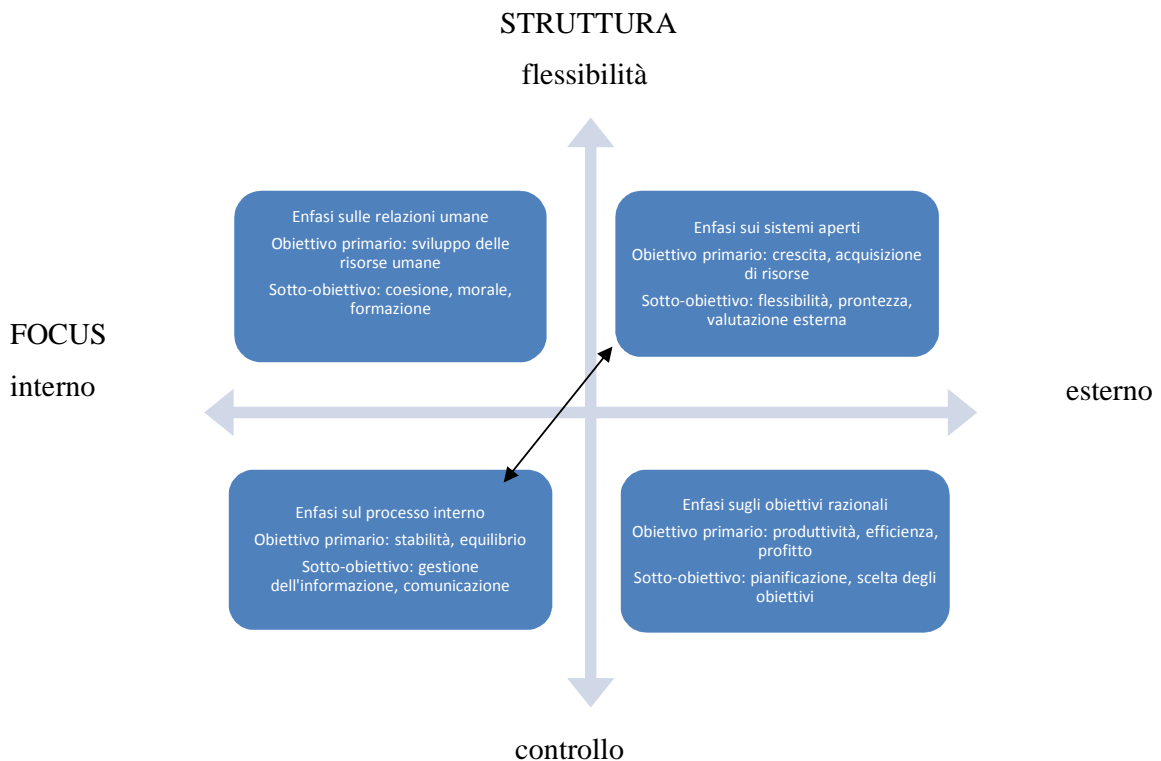 STRUTTURA
flessibilità
Enfasi sulle relazioni umane
Obiettivo primario: sviluppo delle
risorse umane
Sotto-obiettivo: coesione, morale,
formazione
Enfasi sui sistemi aperti
Obiettivo primario: crescita, acquisizione
di risorse
Sotto-obiettivo: flessibilità, prontezza,
valutazione esterna
FOCUS
interno
esterno
Enfasi sul processo interno
Obiettivo primario: stabilità, equilibrio
Sotto-obiettivo: gestione
dell'informazione, comunicazione
Enfasi sugli obiettivi razionali
Obiettivo primario: produttività, efficienza,
profitto
Sotto-obiettivo: pianificazione, scelta degli
obiettivi
controllo